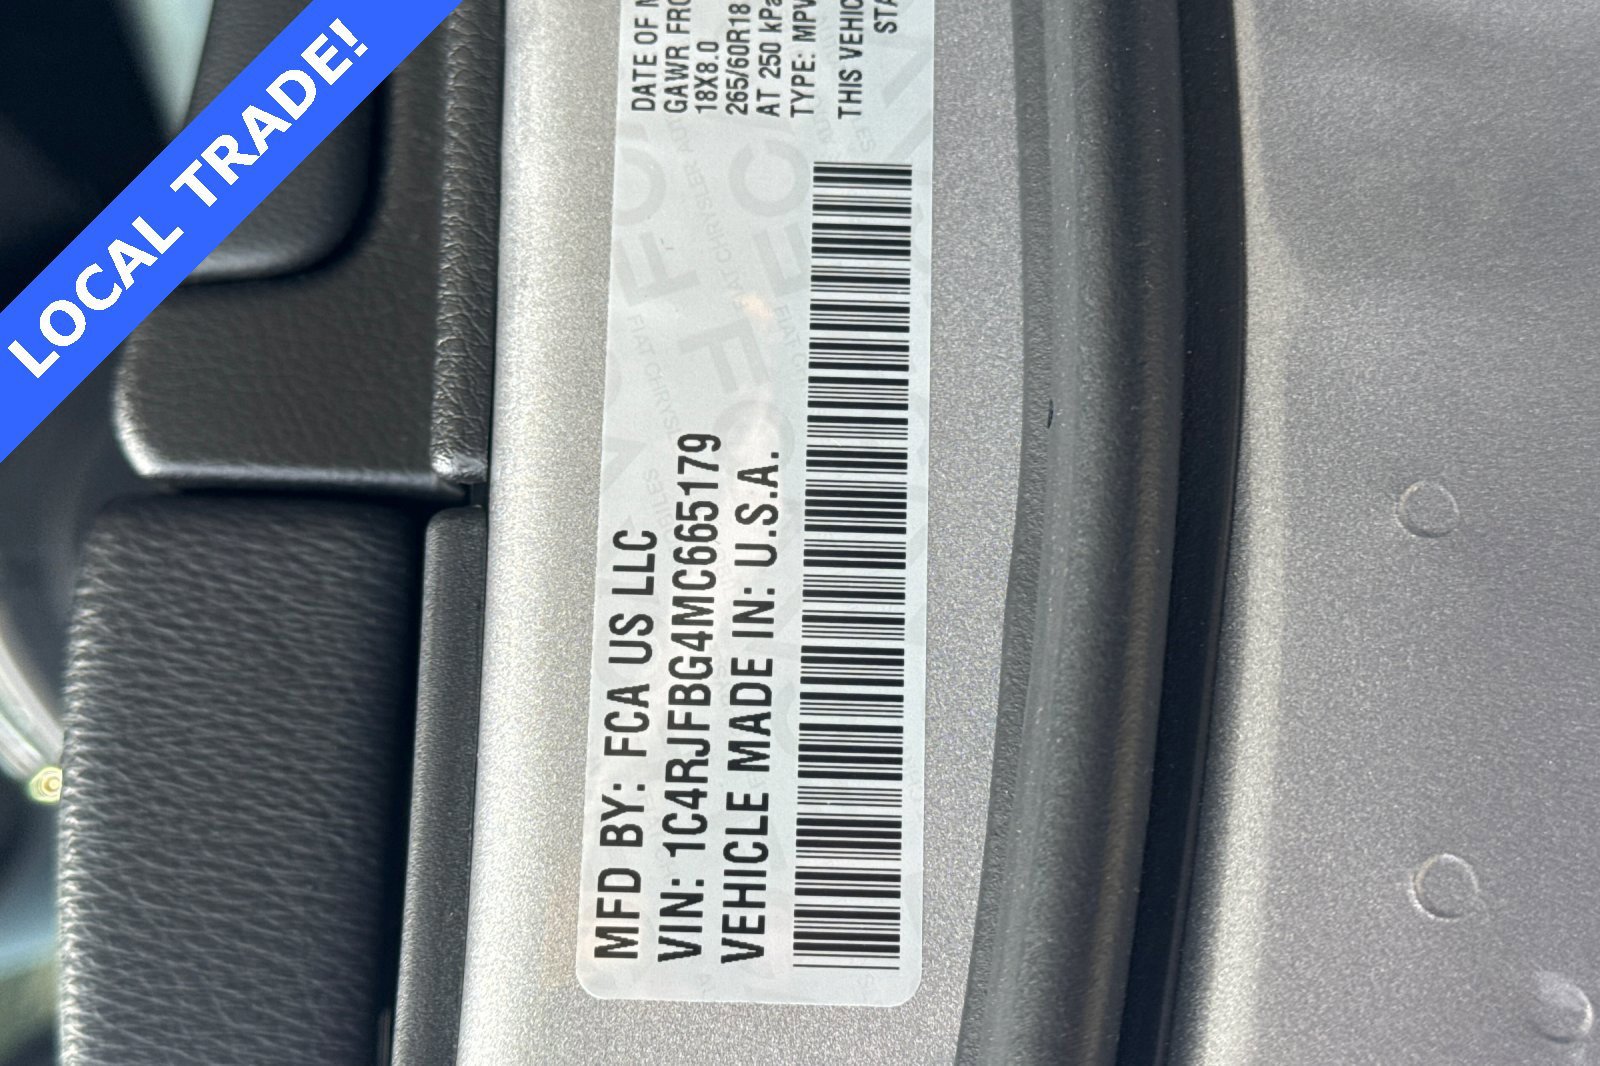 LOCAL TRADE!
MFD BY: FCA US LLC
VIN: 1C4RJFBG4MC665179
VEHICLE MADE IN: U.S.A.
DATE OF
GAWR FRO
18X8.0
265/60R18
AT 250 kPa
TYPE: MPV
THIS VEHIC
STA